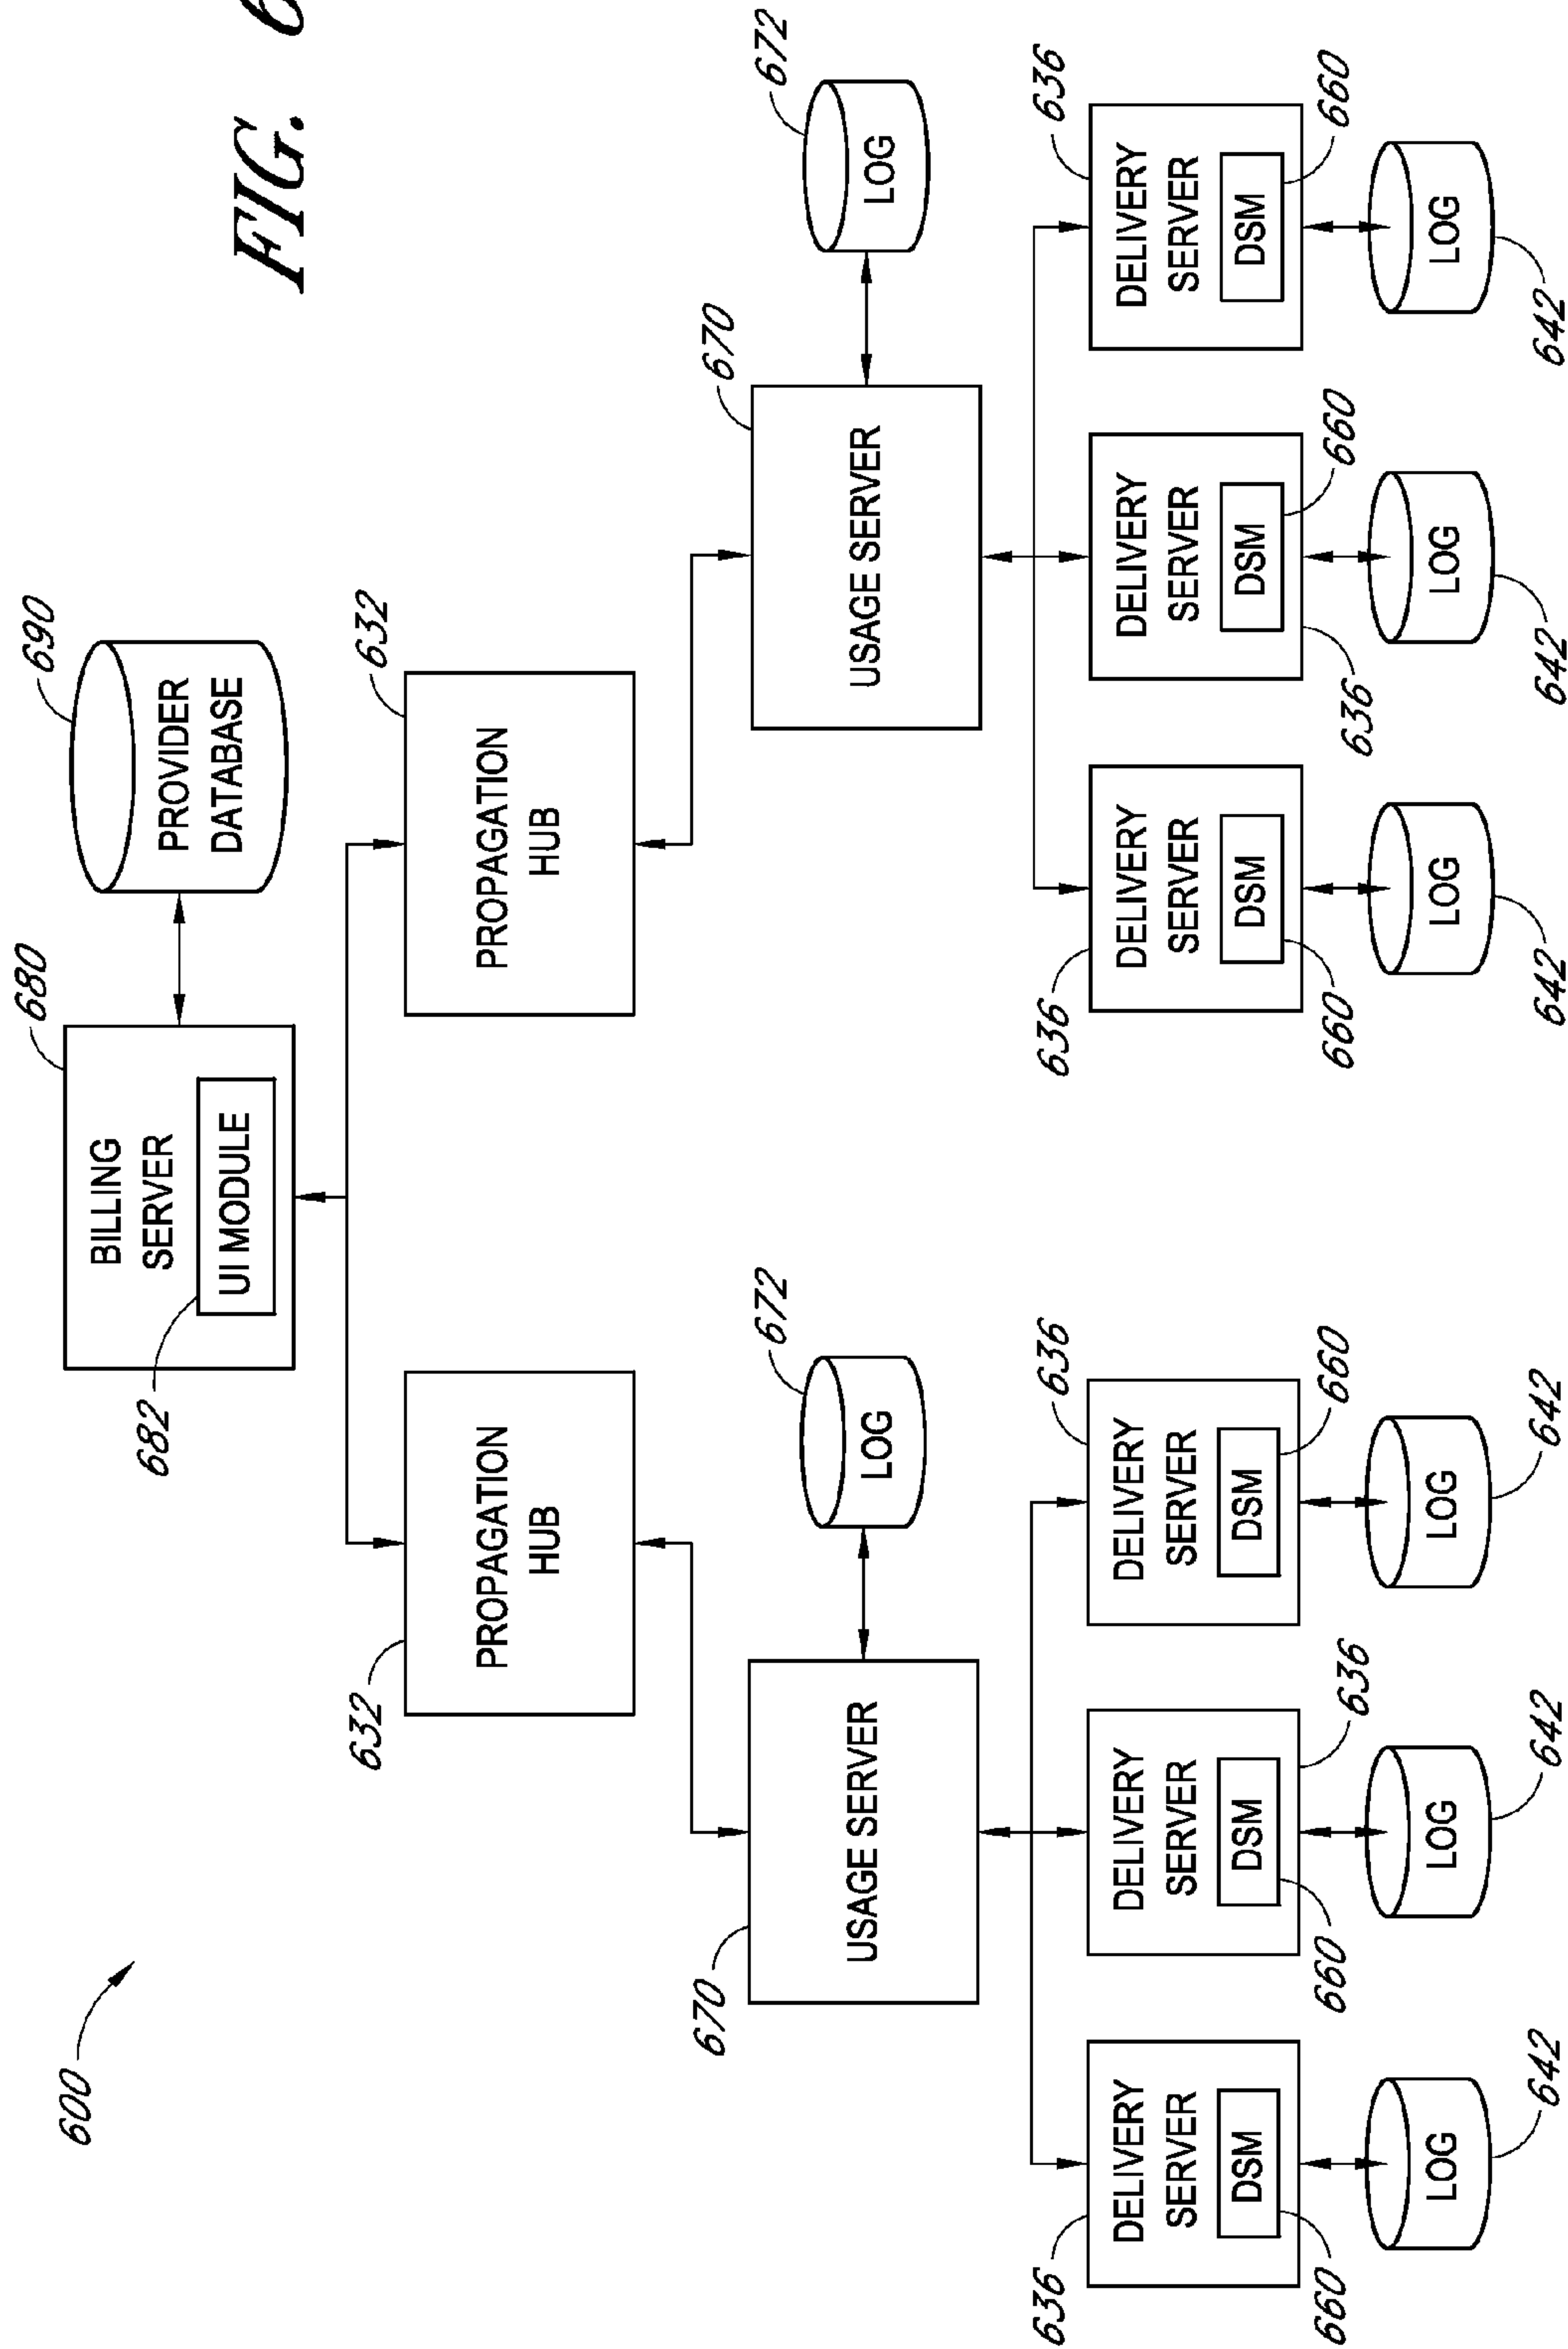 600
680
BILLING
SERVER
UI MODULE
682
690
PROVIDER
DATABASE
FIG. 6
632
PROPAGATION
HUB
632
PROPAGATION
HUB
670
USAGE SERVER
672
LOG
670
USAGE SERVER
672
LOG
636
DELIVERY
SERVER
DSM
660
LOG
642
DELIVERY
SERVER
DSM
636
660
LOG
642
636
DELIVERY
SERVER
DSM
660
LOG
642
636
DELIVERY
SERVER
DSM
660
LOG
642
DELIVERY
SERVER
DSM
636
660
LOG
642
636
DELIVERY
SERVER
DSM
660
LOG
642